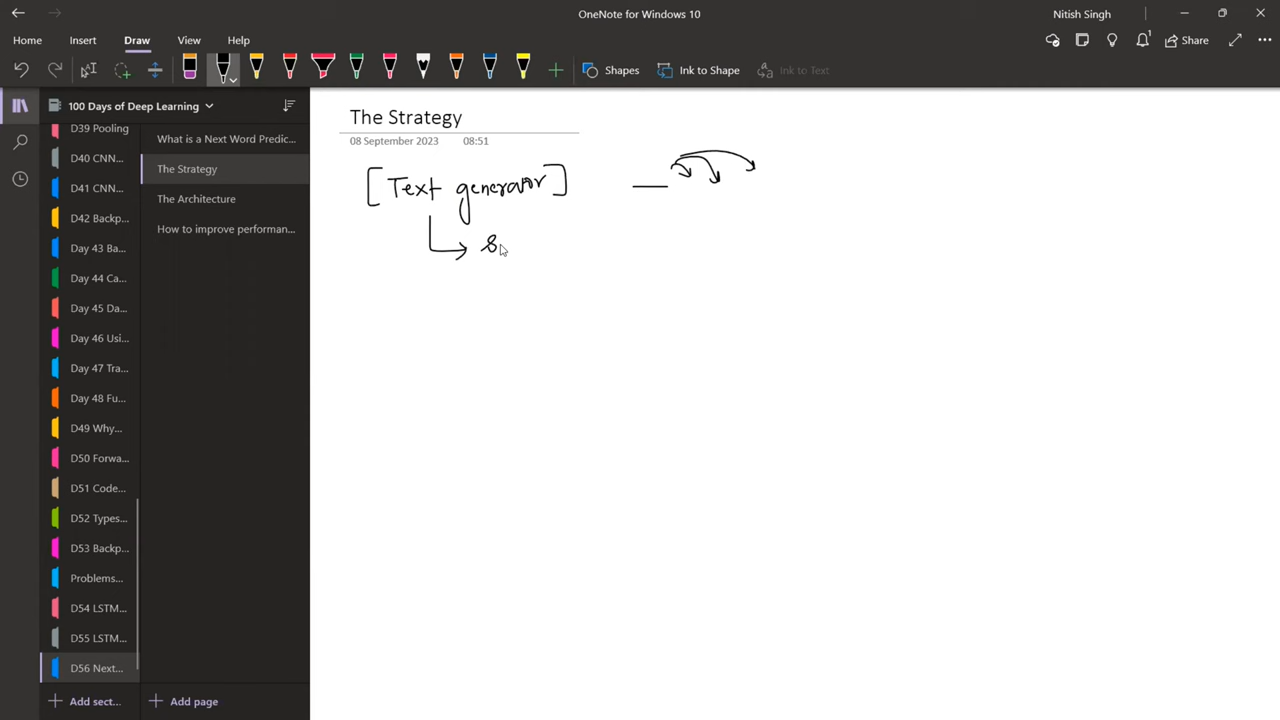 OneNote for Windows 10
Nitish Singh
Home Insert Draw View Help
Share
Shapes Ink to Shape Ink to Text
100 Days of Deep Learning
D39 Pooling
D40 CNN...
D41 CNN...
D42 Backp...
Day 43 Ba...
Day 44 Ca...
Day 45 Da...
Day 46 Usi...
Day 47 Tra...
Day 48 Fu...
D49 Why...
D50 Forwa...
D51 Code...
D52 Types...
D53 Backp...
Problems...
D54 LSTM...
D55 LSTM...
D56 Next...
Add sect...
What is a Next Word Predic...
The Strategy
The Architecture
How to improve performan...
Add page
The Strategy
08 September 2023 08:51
[Text generator]
s